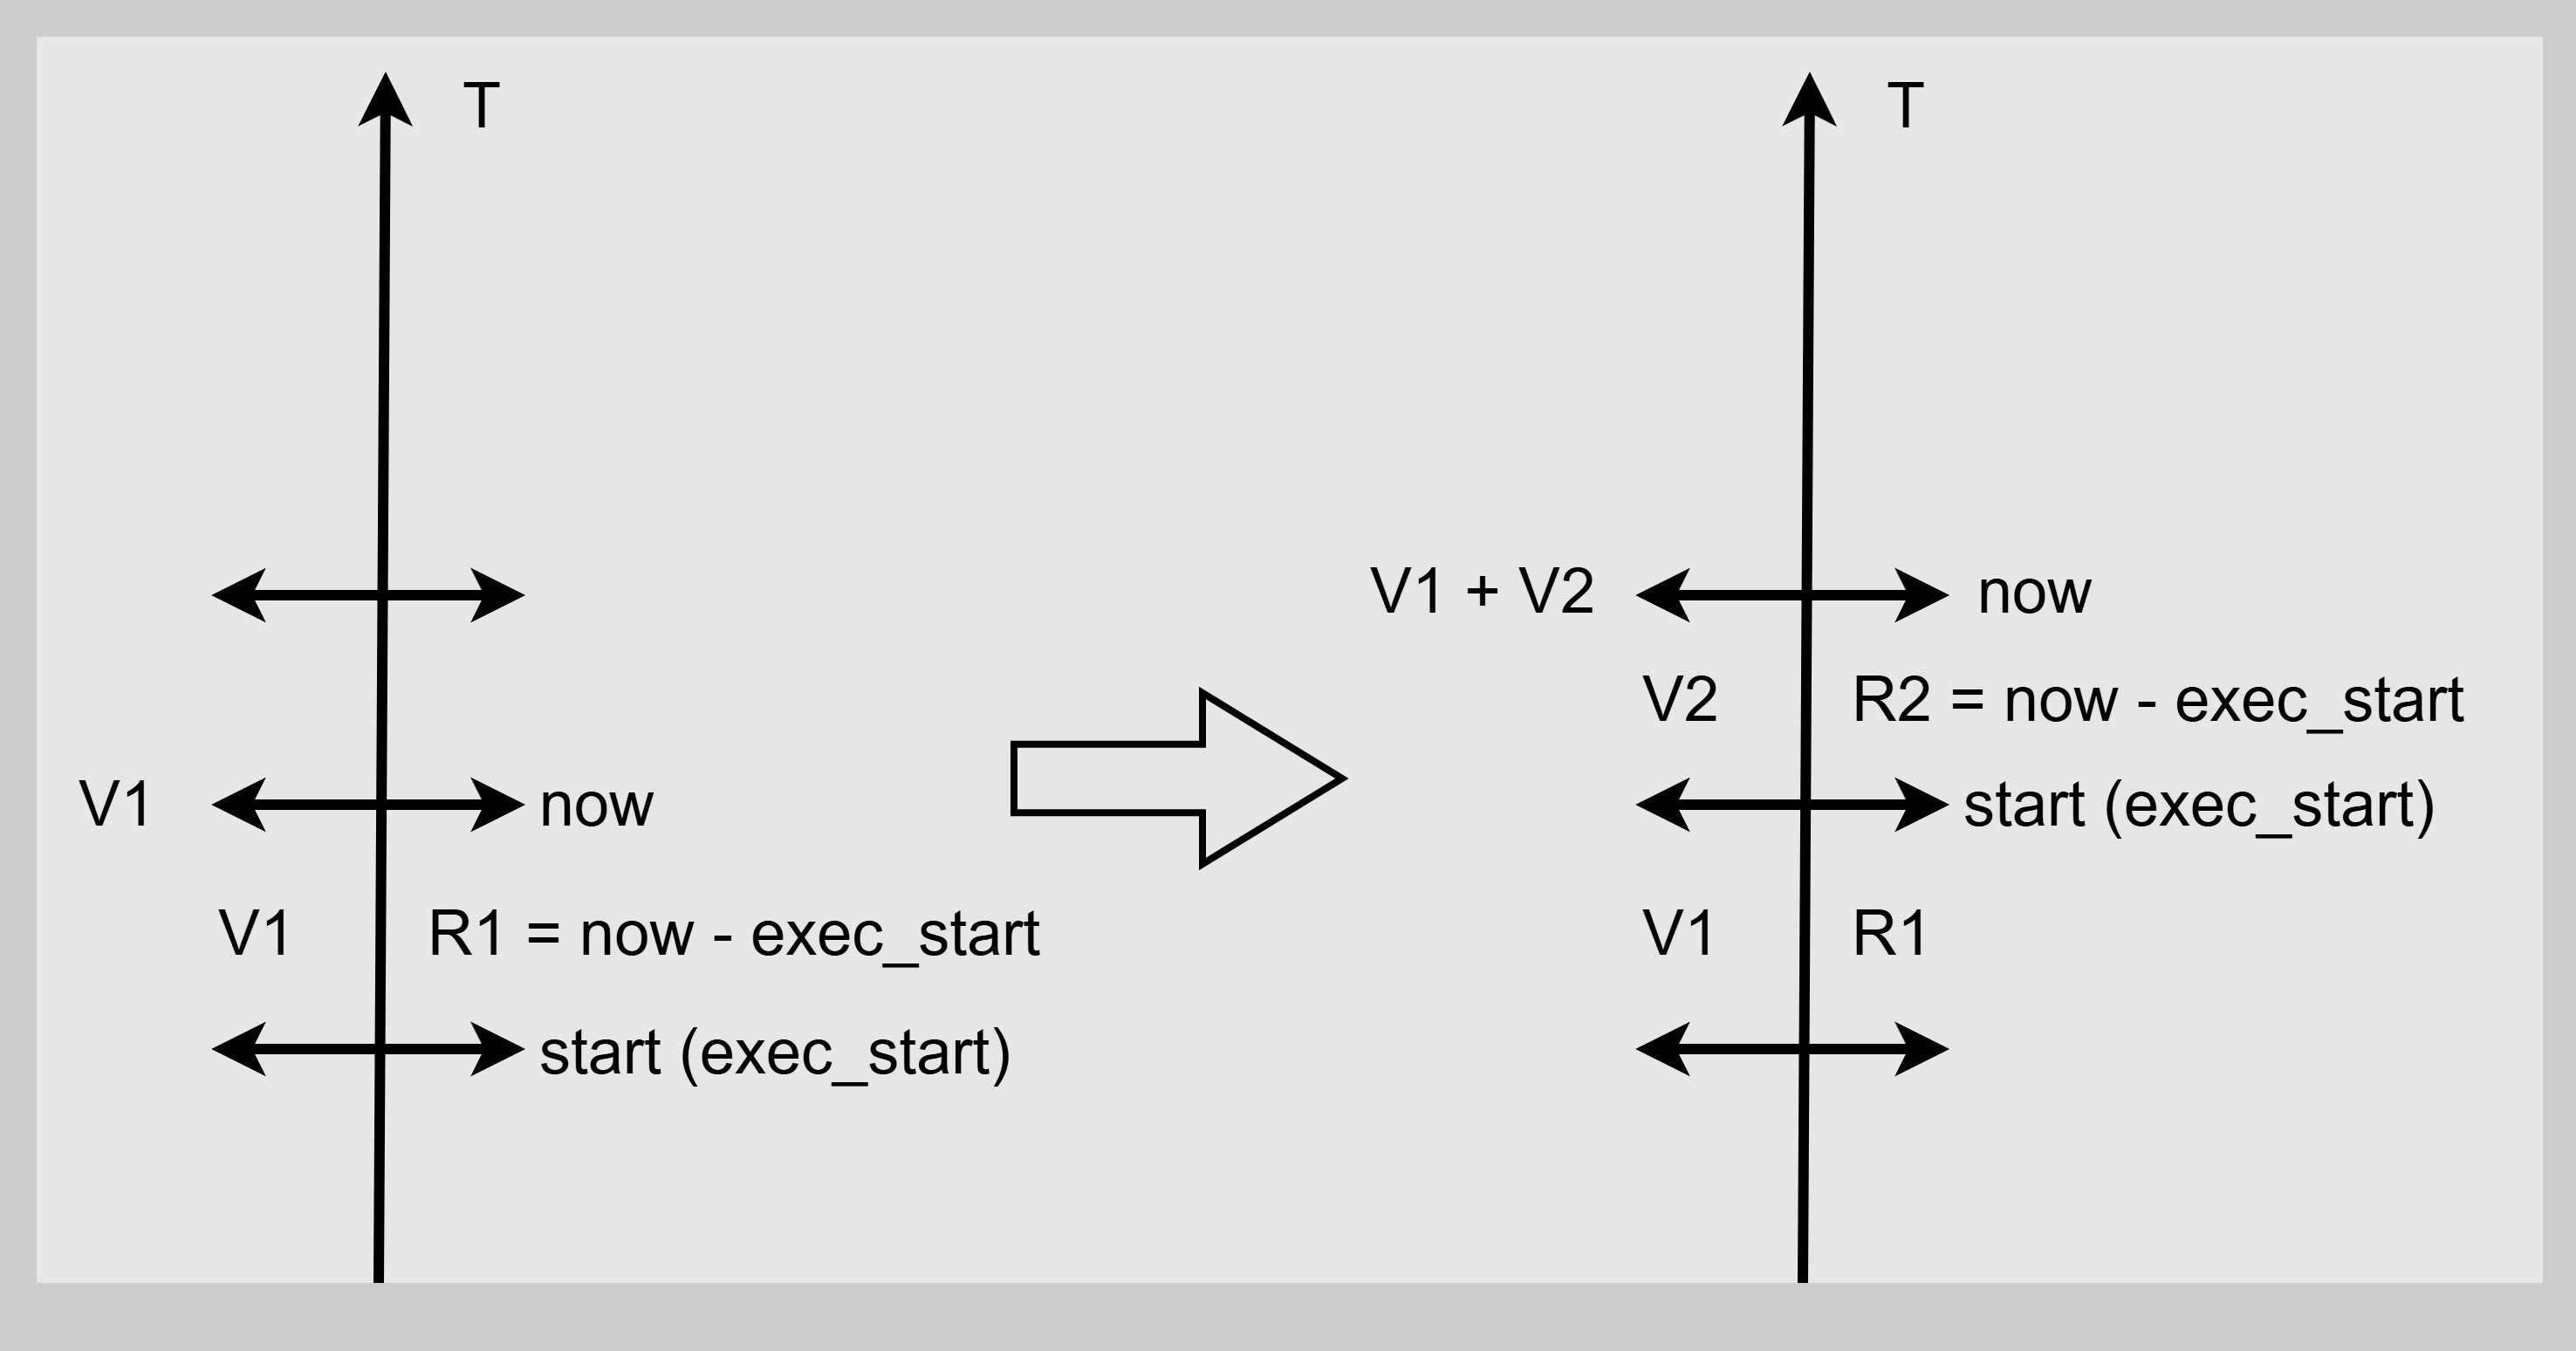 T
V1
now
V1
R1 = now - exec_start
start (exec_start)
T
V1 + V2
now
V2
R2 = now - exec_start
start (exec_start)
V1
R1